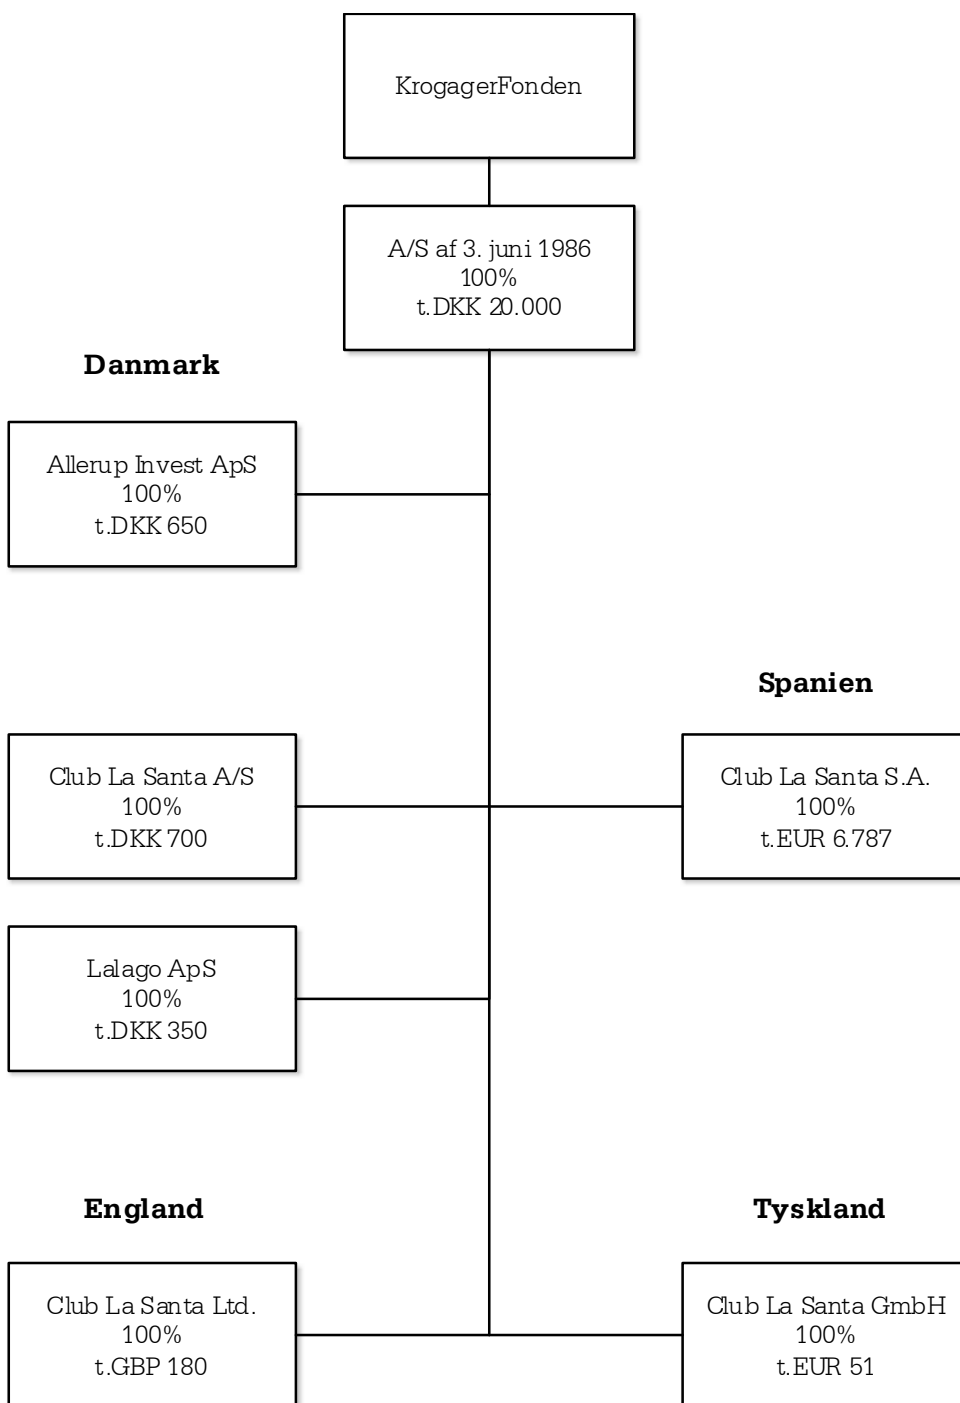 KrogagerFonden
A/S af 3. juni 1986
100%
t.DKK 20.000
Danmark
Allerup Invest ApS
100%
t.DKK 650
Spanien
Club La Santa A/S
100%
t.DKK 700
Club La Santa S.A.
100%
t.EUR 6.787
Lalago ApS
100%
t.DKK 350
England
Tyskland
Club La Santa Ltd.
100%
t.GBP 180
Club La Santa GmbH
100%
t.EUR 51